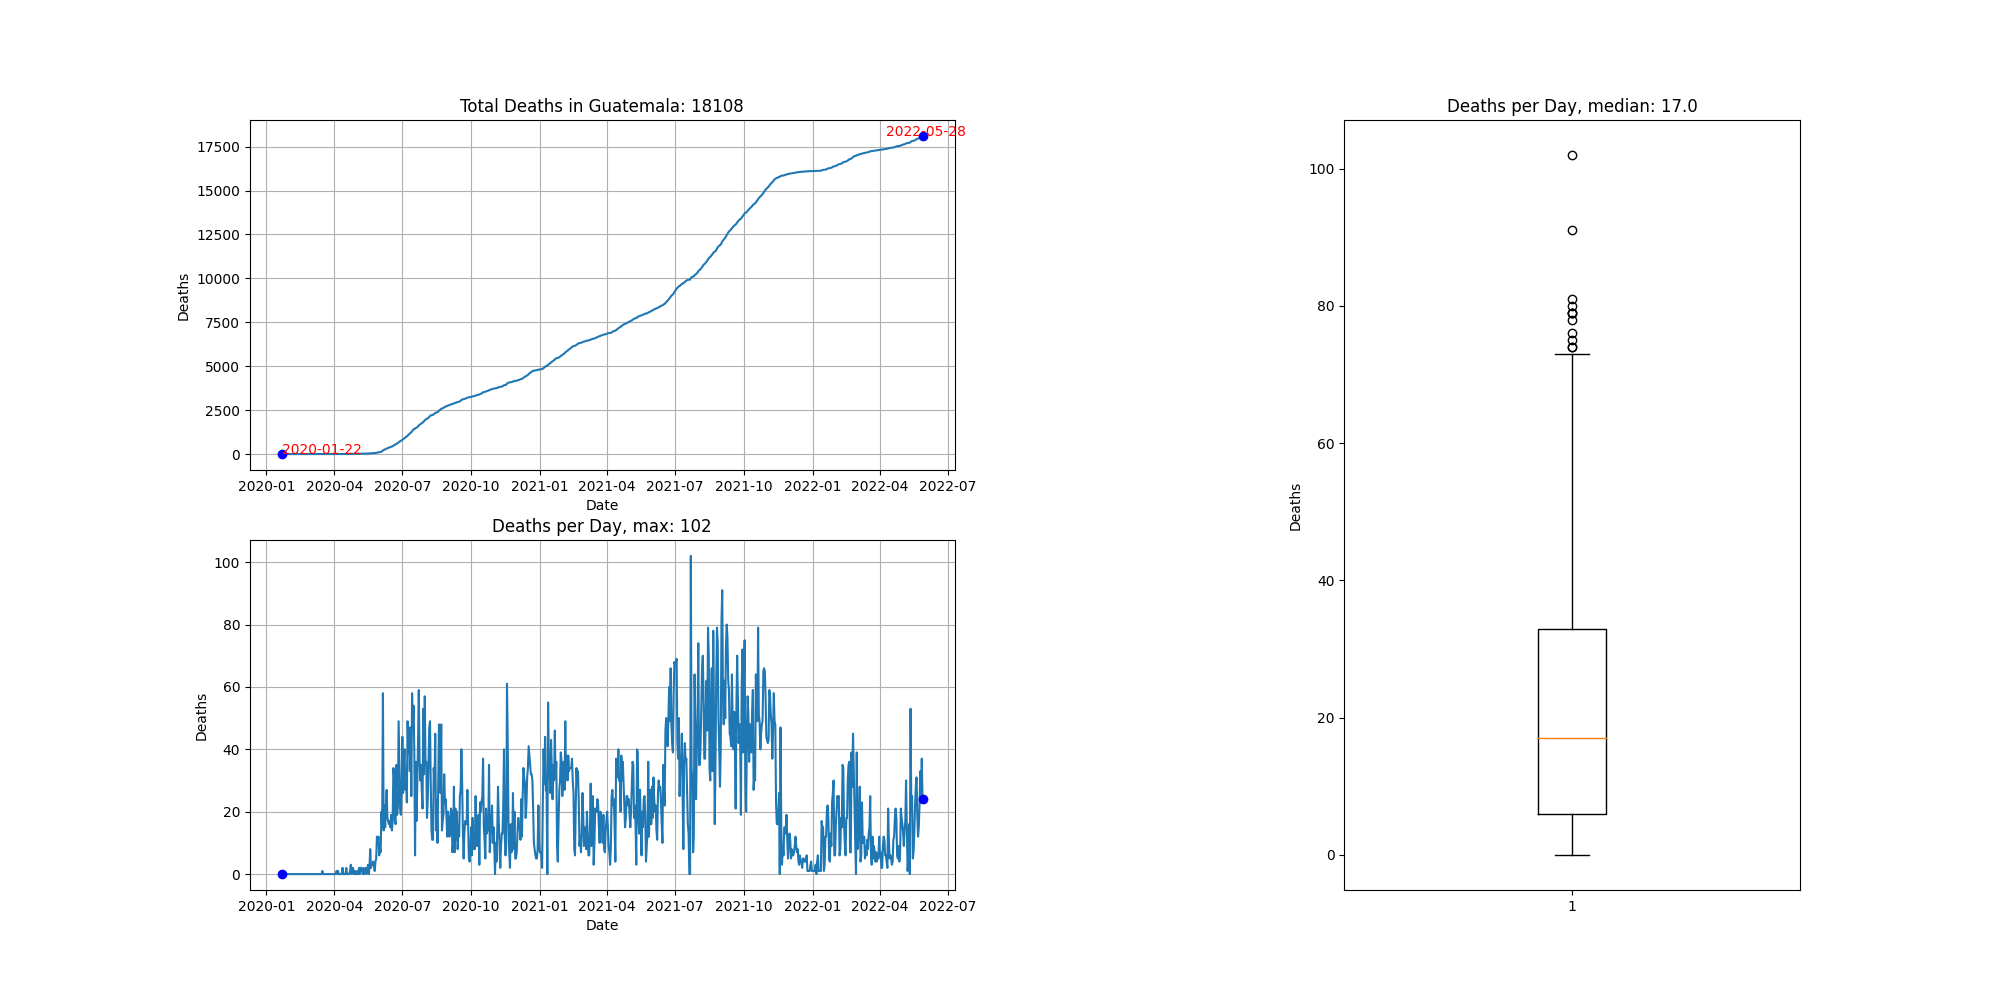 Total Deaths in Guatemala: 18108
2022-05-28
17500
15000
12500
10000
7500
5000
2500
0
Deaths
2020-01-22
2020-01 2020-04 2020-07 2020-10 2021-01 2021-04 2021-07 2021-10 2022-01 2022-04 2022-07
Date
Deaths per Day, max: 102
100
80
60
40
20
0
Deaths
2020-01 2020-04 2020-07 2020-10 2021-01 2021-04 2021-07 2021-10 2022-01 2022-04 2022-07
Date
Deaths per Day, median: 17.0
100
80
60
40
20
0
Deaths
1